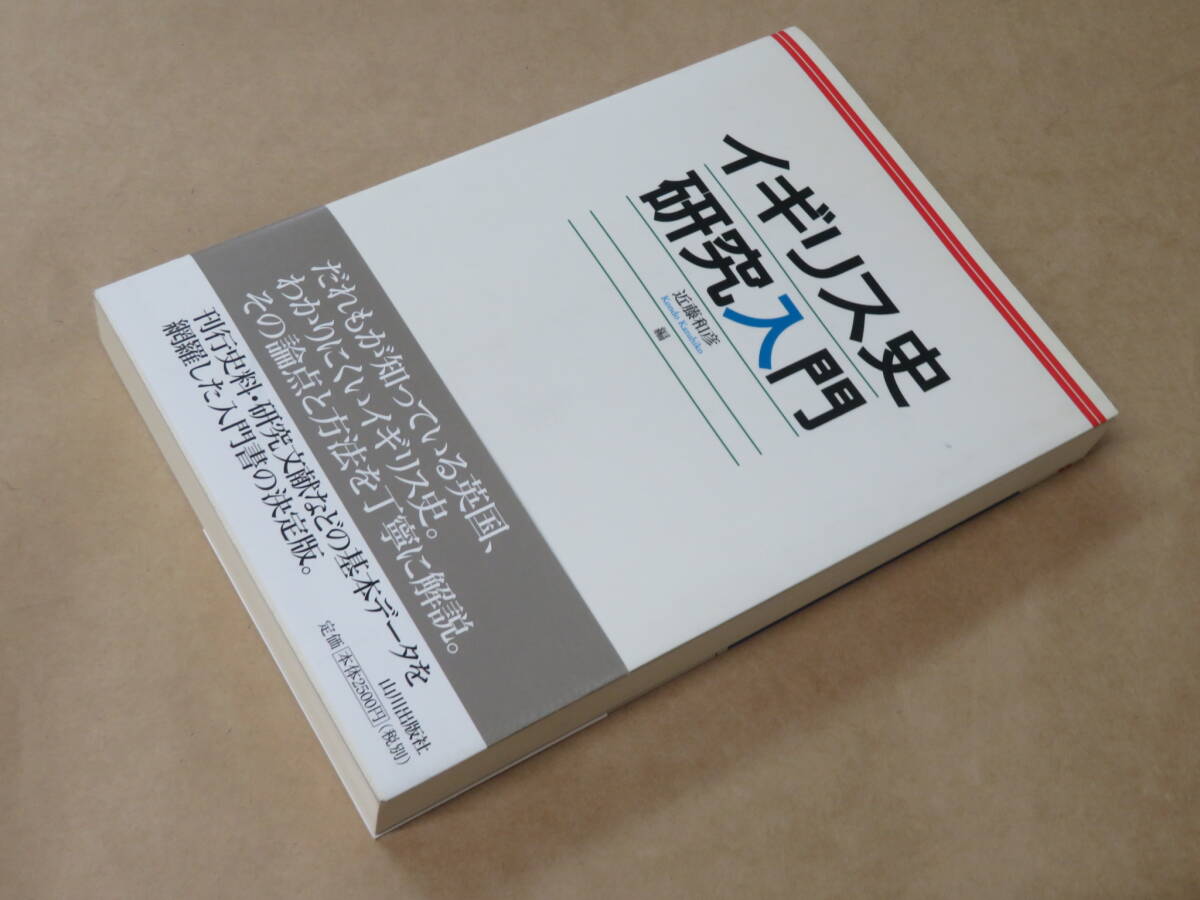 イギリス史
研究入門
近藤和彦
Kondo Kazuhiko
編
だれもが知っている英国、
わかりにくいイギリス史。
その論点と方法を丁寧に解説。
刊行史料・研究文献などの基本データを
網羅した入門書の決定版。
山川出版社
定価 本体2500円(税別)